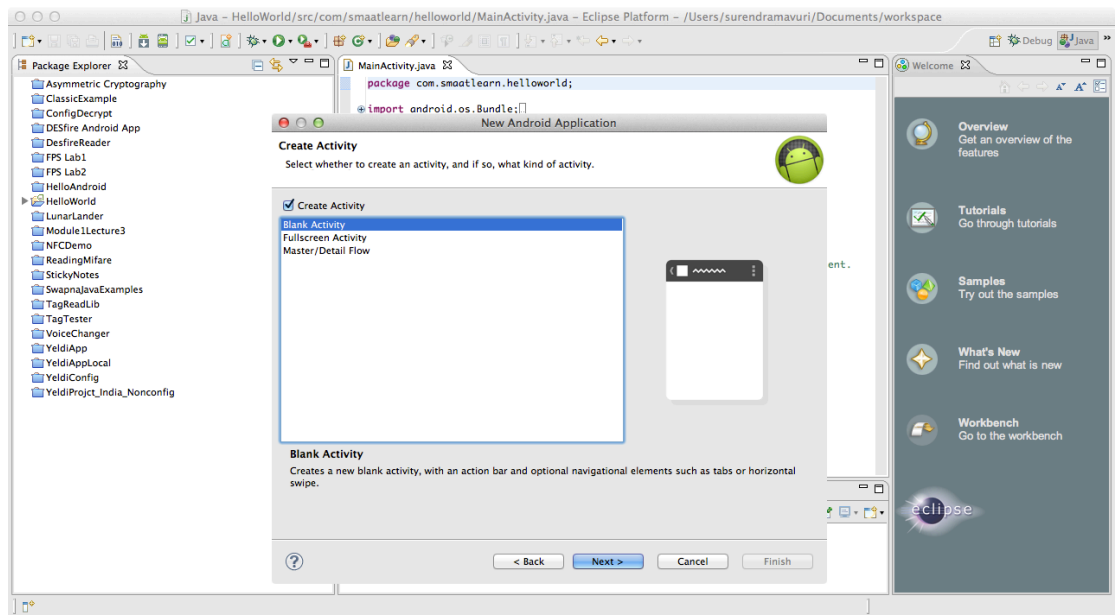 Java - HelloWorld/src/com/smaatlearn/helloworld/MainActivity.java - Eclipse Platform - /Users/surendramavuri/Documents/workspace
Debug Java »
Package Explorer
Asymmetric Cryptography
ClassicExample
ConfigDecrypt
DESfire Android App
DesfireReader
FPS Lab1
FPS Lab2
HelloAndroid
HelloWorld
LunarLander
Module1Lecture3
NFCDemo
ReadingMifare
StickyNotes
SwapnaJavaExamples
TagReadLib
TagTester
VoiceChanger
YeldiApp
YeldiAppLocal
YeldiConfig
YeldiProjct_India_Nonconfig
MainActivity.java
package com.smaatlearn.helloworld;
import android.os.Bundle;
ent.
New Android Application
Create Activity
Select whether to create an activity, and if so, what kind of activity.
Create Activity
Blank Activity
Fullscreen Activity
Master/Detail Flow
Blank Activity
Creates a new blank activity, with an action bar and optional navigational elements such as tabs or horizontal
swipe.
?
< Back
Next >
Cancel
Finish
Welcome
Overview
Get an overview of the
features
Tutorials
Go through tutorials
Samples
Try out the samples
What's New
Find out what is new
Workbench
Go to the workbench
eclipse